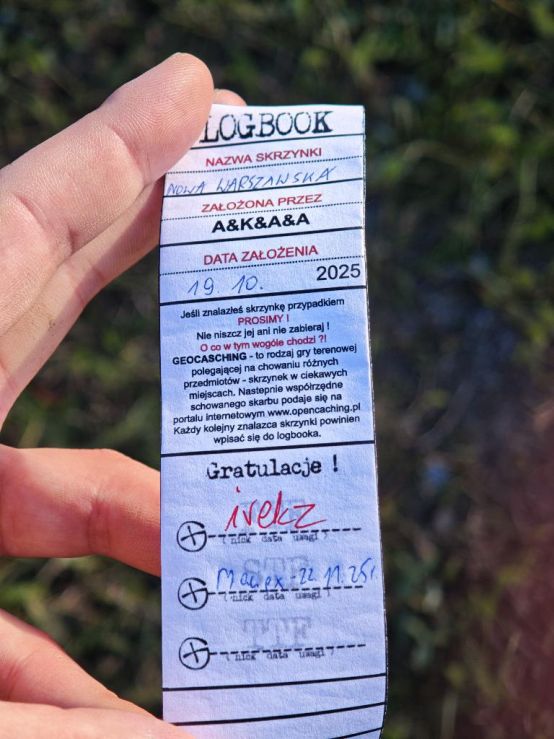 LOGBOOK
NAZWA SKRZYNKI
NOWA WARSZAWSKA
ZAŁOŻONA PRZEZ
A&K&A&A
DATA ZAŁOŻENIA
19. 10. 2025
Jeśli znalazłeś skrzynkę przypadkiem
PROSIMY !
Nie niszcz jej ani nie zabieraj !
O co w tym wogóle chodzi ?!
GEOCASCHING - to rodzaj gry terenowej
polegającej na chowaniu różnych
przedmiotów - skrzynek w ciekawych
miejscach. Nastepnie współrzędne
schowanego skarbu podaje się na
portalu internetowym www.opencaching.pl
Każdy kolejny znalazca skrzynki powinien
wpisać się do logbooka.
Gratulacje !
irekz
( nick data uwagi )
Maciex - 22.11.25r.
( nick data uwagi )
( nick data uwagi )